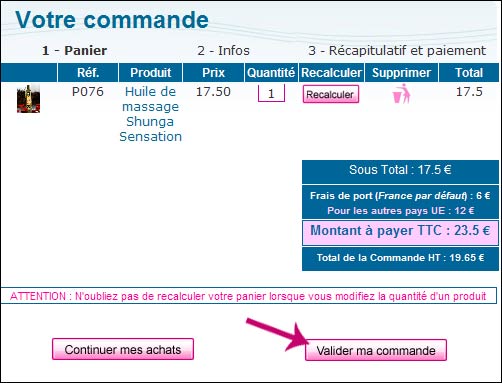 Votre commande
1 - Panier 2 - Infos 3 - Récapitulatif et paiement
Réf. Produit Prix Quantité Recalculer Supprimer Total
P076 Huile de massage Shunga Sensation 17.50 1 Recalculer 17.5
Sous Total : 17.5 €
Frais de port (France par défaut) : 6 €
Pour les autres pays UE : 12 €
Montant à payer TTC : 23.5 €
Total de la Commande HT : 19.65 €
ATTENTION : N'oubliez pas de recalculer votre panier lorsque vous modifiez la quantité d'un produit
Continuer mes achats Valider ma commande